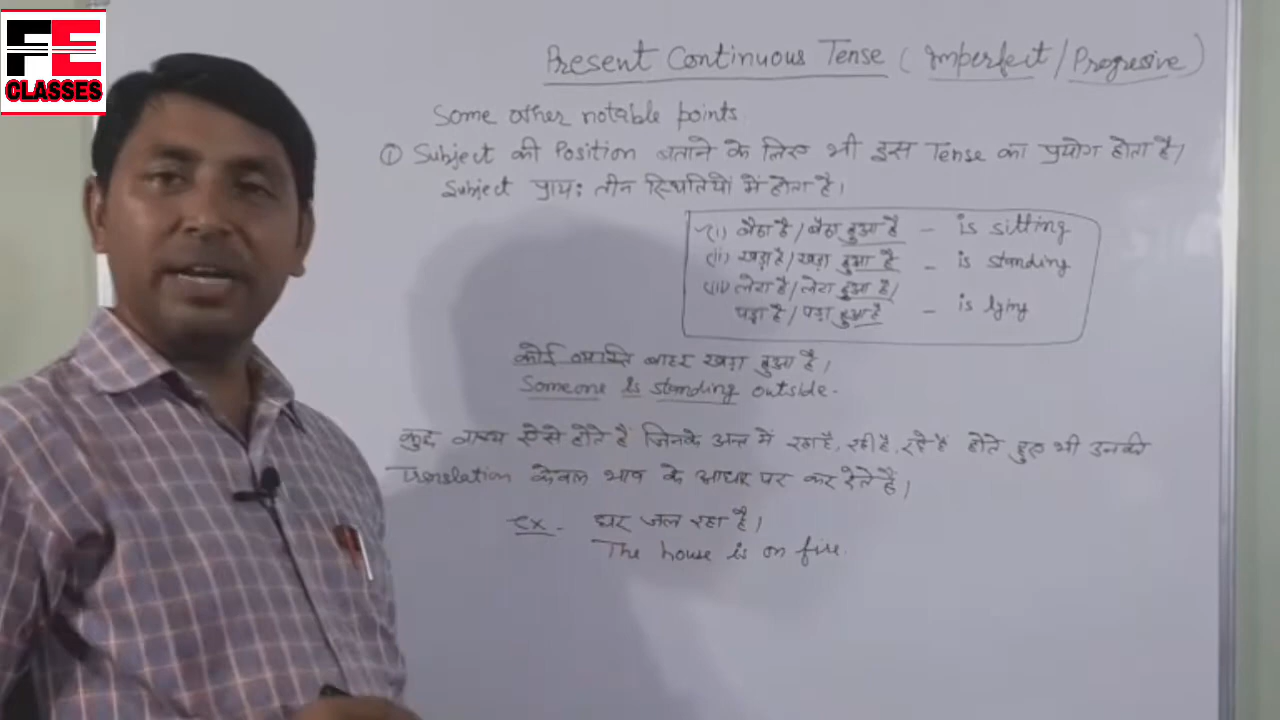 FE
CLASSES
Present Continuous Tense (Imperfect/Progresive)
Some other notable points.
① Subject की Position बताने के लिए भी इस Tense का प्रयोग होता है।
Subject प्रायः तीन स्थितियों में होता है।
(i) बैठा है/बैठा हुआ है - is sitting
(ii) खड़ा है/खड़ा हुआ है - is standing
(iii) लेटा है/लेटा हुआ है/
पड़ा है/पड़ा हुआ है - is lying
कोई व्यक्ति बाहर खड़ा हुआ है।
Someone is standing outside.
कुछ वाक्य ऐसे होते हैं जिनके अन्त में रहा है, रही है, रहे हैं होते हुए भी उनकी
Translation केवल भाव के आधार पर कर देते हैं।
ex - घर जल रहा है।
The house is on fire.